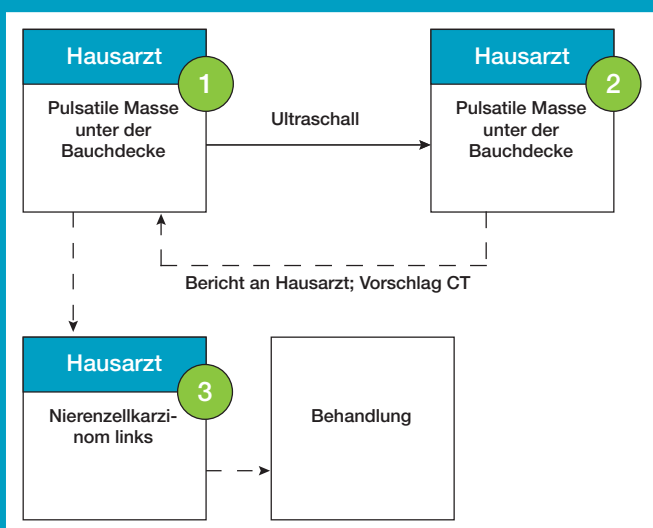 Hausarzt
1
Pulsatile Masse
unter der
Bauchdecke
Ultraschall
Hausarzt
2
Pulsatile Masse
unter der
Bauchdecke
Bericht an Hausarzt; Vorschlag CT
Hausarzt
3
Nierenzellkarzi-
nom links
Behandlung